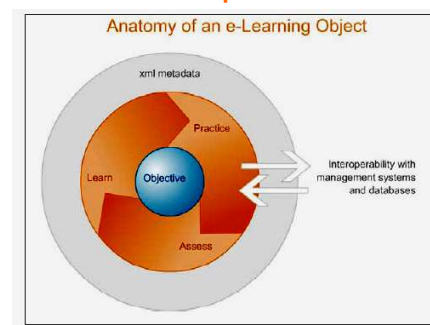 Anatomy of an e-Learning Object
xml metadata
Practice
Learn
Objective
Assess
Interoperability with
management systems
and databases